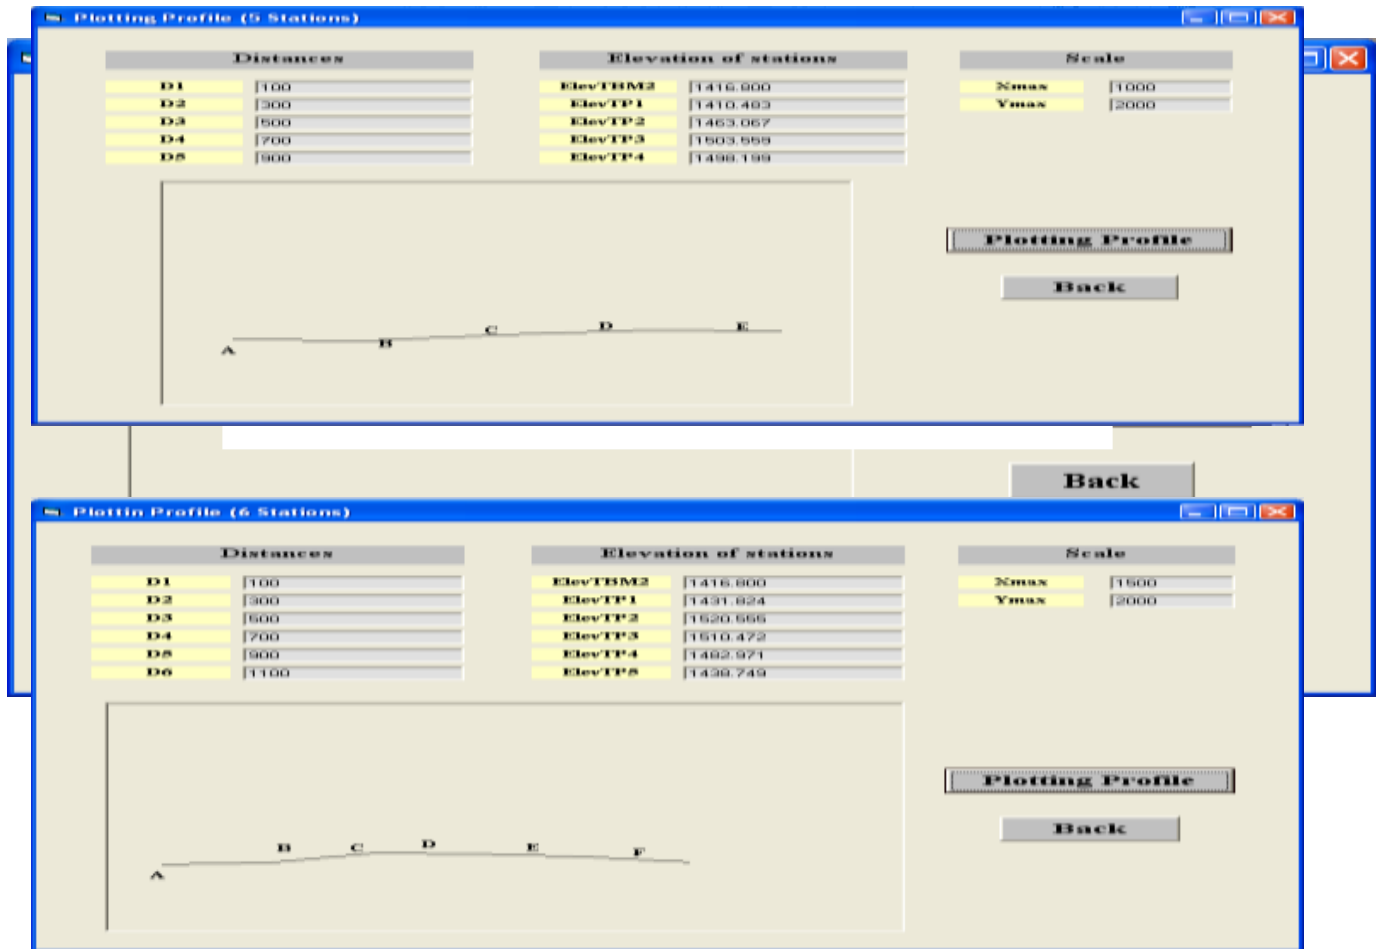 Plotting Profile (5 Stations)
Distances Elevation of stations Scale
D1 100 ElevTBM2 1416.800 Xmax 1000
D2 300 ElevTP1 1410.483 Ymax 2000
D3 500 ElevTP2 1463.067
D4 700 ElevTP3 1503.559
D5 900 ElevTP4 1498.199
Plotting Profile
Back
A B C D E
Back
Plottin Profile (6 Stations)
Distances Elevation of stations Scale
D1 100 ElevTBM2 1416.800 Xmax 1500
D2 300 ElevTP1 1431.824 Ymax 2000
D3 500 ElevTP2 1520.555
D4 700 ElevTP3 1510.472
D5 900 ElevTP4 1482.971
D6 1100 ElevTP5 1438.749
Plotting Profile
Back
A B C D E F